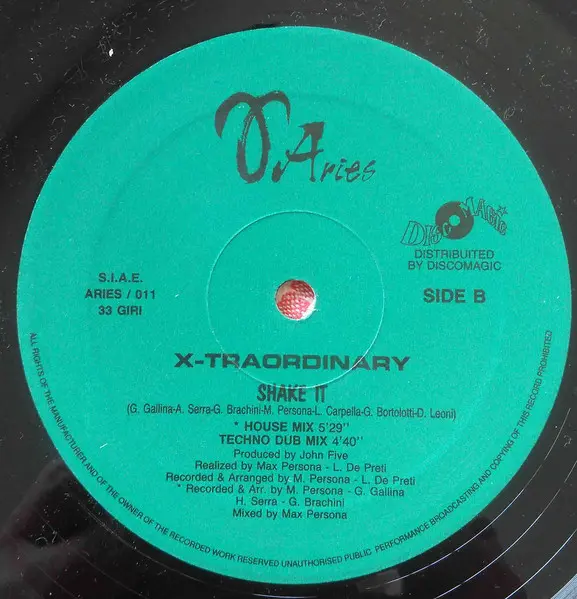 Aries
DISCO MAGIC
DISTRIBUITED
BY DISCOMAGIC
S.I.A.E.
ARIES / 011
33 GIRI
SIDE B
X-TRAORDINARY
SHAKE IT
(G. Gallina-A. Serra-G. Brachini-M. Persona-L. Carpella-G. Bortolotti-D. Leoni)
* HOUSE MIX 5'29''
TECHNO DUB MIX 4'40''
Produced by John Five
Realized by Max Persona - L. De Preti
Recorded & Arranged by M. Persona - L. De Preti
* Recorded & Arr. by M. Persona - G. Gallina
H. Serra - G. Brachini
Mixed by Max Persona
ALL RIGHTS OF THE MANUFACTURER AND OF THE OWNER OF THE RECORDED WORK RESERVED UNAUTHORISED PUBLIC PERFORMANCE BROADCASTING AND COPYING OF THIS RECORD PROHIBITED